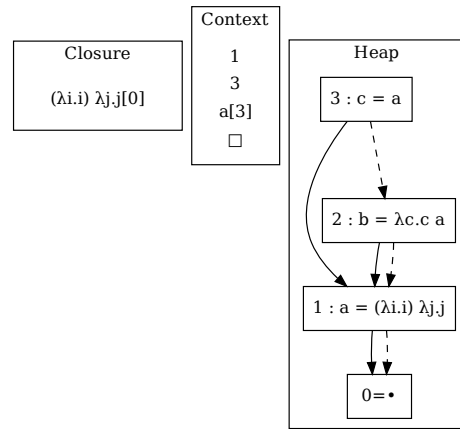 Closure
(λi.i) λj.j[0]
Context
1
3
a[3]
□
Heap
3 : c = a
2 : b = λc.c a
1 : a = (λi.i) λj.j
0=•